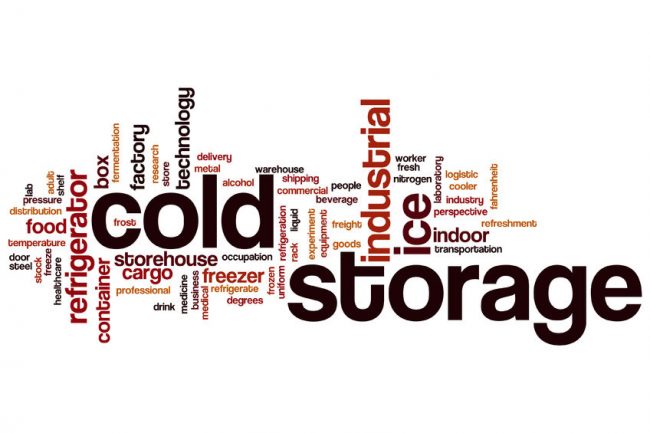 lab
pressure
adult
shelf
distribution
food
temperature
door
steel
stock
freeze
healthcare
refrigerator
box
container
fermentation
factory
research
store
technology
cold
frost
storehouse
cargo
professional
drink
medicine
business
medical
occupation
freezer
refrigerate
degrees
frozen
uniform
refrigeration
rack
liquid
delivery
metal
alcohol
warehouse
shipping
commercial
people
beverage
experiment
equipment
freight
goods
industrial
ice
worker
fresh
nitrogen
laboratory
logistic
cooler
industry
perspective
fahrenheit
refreshment
indoor
transportation
storage